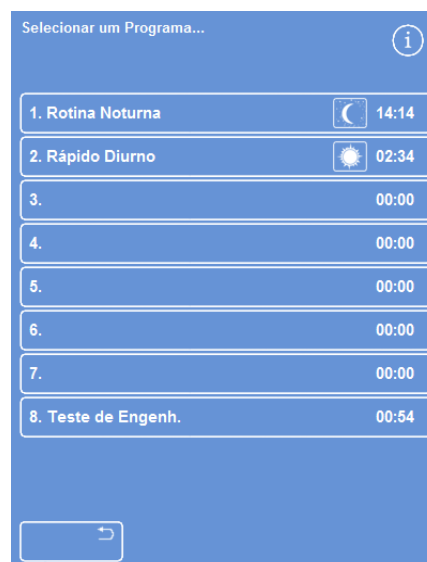 Selecionar um Programa...
i
1. Rotina Noturna 14:14
2. Rápido Diurno 02:34
3. 00:00
4. 00:00
5. 00:00
6. 00:00
7. 00:00
8. Teste de Engenh. 00:54